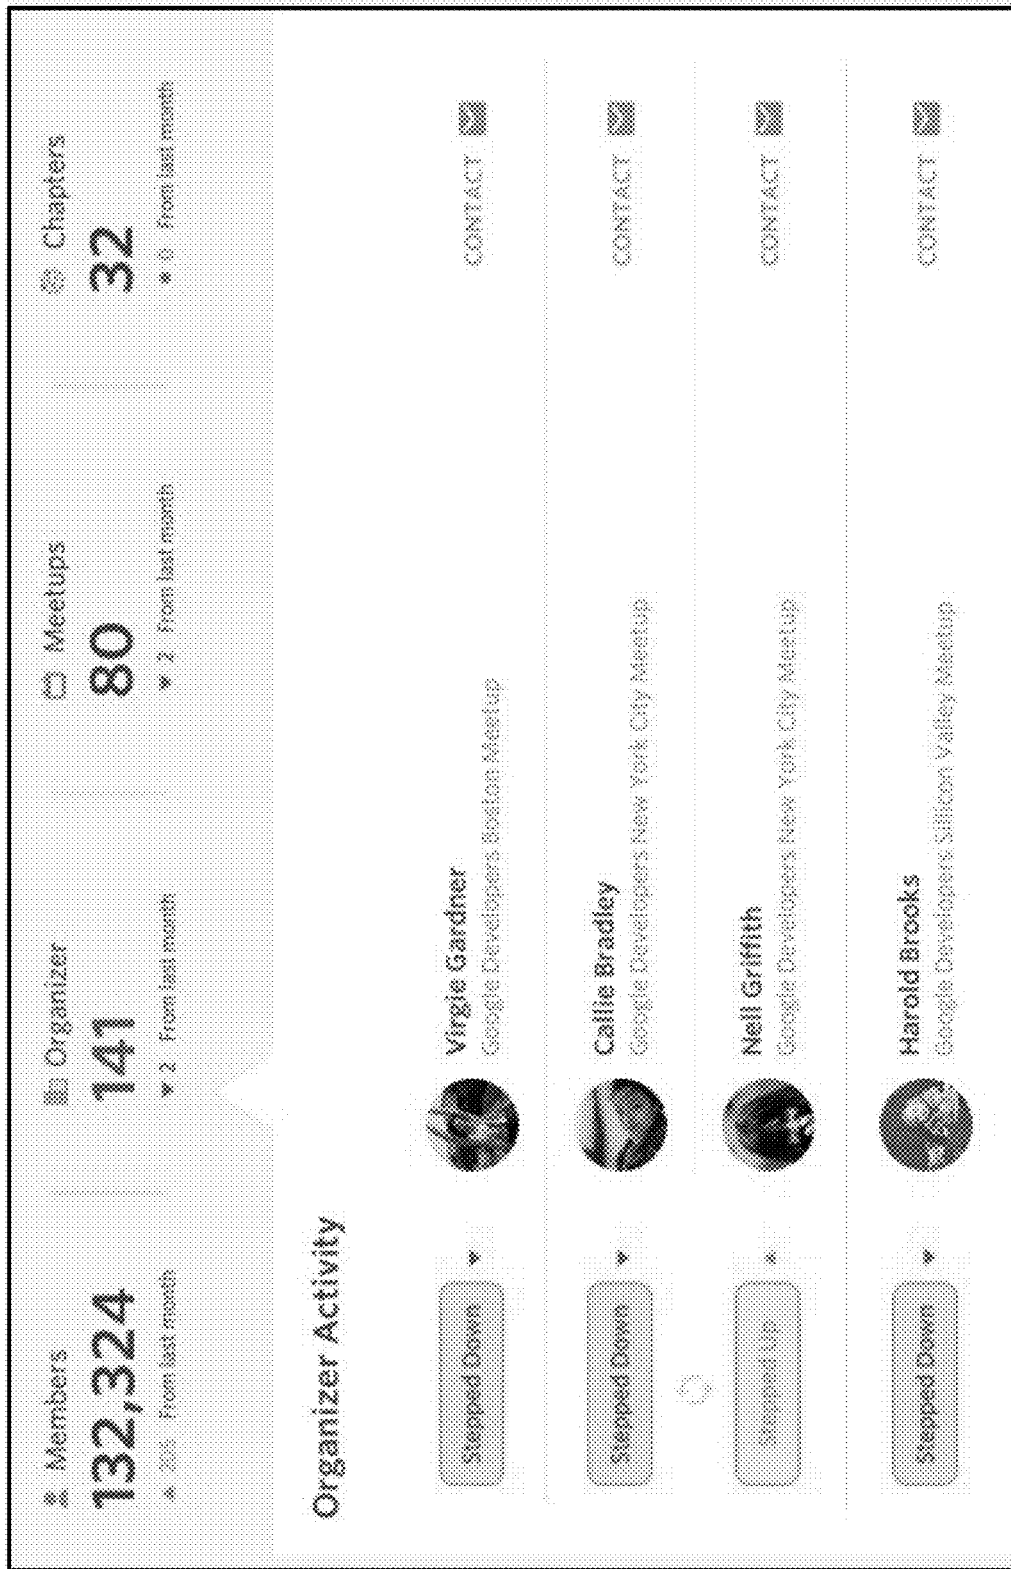 Members
132,324
From last month
Organizer
141
▼ 2 From last month
Meetups
80
▼ 2 From last month
Chapters
32
● 0 From last month
Organizer Activity
Stepped Down ▼
Virgie Gardner
Google Developers Boston Meetup
CONTACT
Stepped Down ▼
Callie Bradley
Google Developers New York City Meetup
CONTACT
Stepped Up ▲
Nell Griffith
Google Developers New York City Meetup
CONTACT
Stepped Down ▼
Harold Brooks
Google Developers Sillicon Valley Meetup
CONTACT